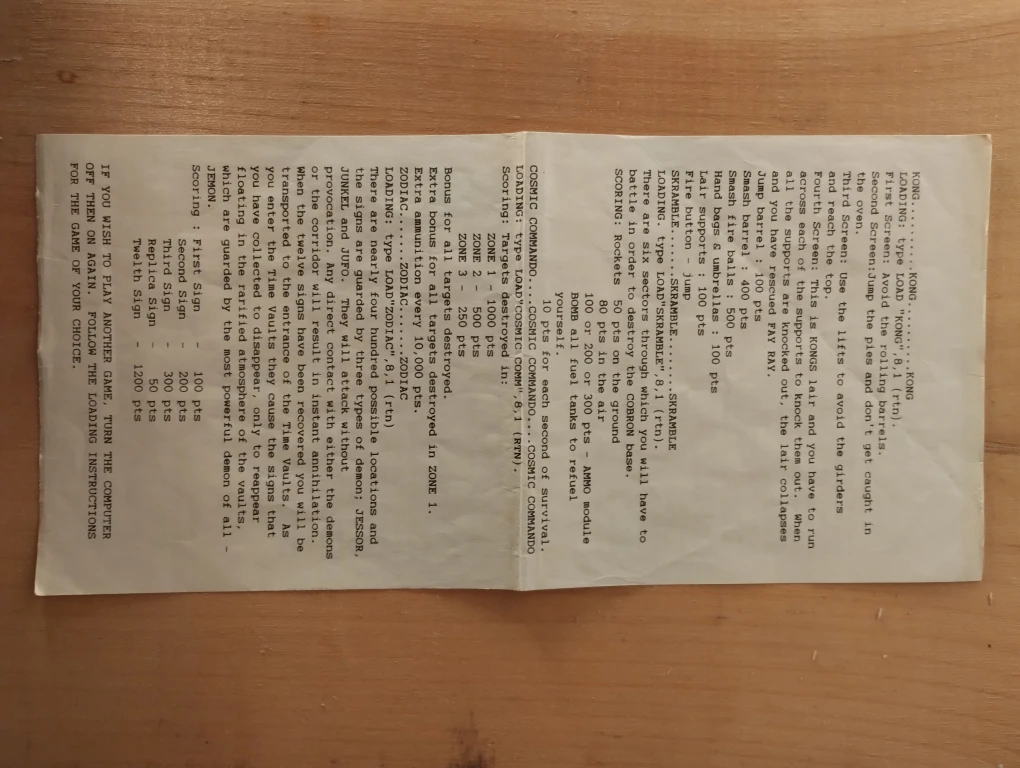 KONG.........KONG.........KONG
LOADING: type LOAD "KONG",8,1 (rtn).
First Screen: Avoid the rolling barrels.
Second Screen:Jump the pies and don't get caught in
the oven.
Third Screen: Use the lifts to avoid the girders
and reach the top.
Fourth Screen: This is KONGS lair and you have to run
across each of the supports to knock them out. When
all the supports are knocked out, the lair collapses
and you have rescued FAY RAY.
Jump barrel : 100 pts
Smash barrel : 400 pts
Smash fire balls : 500 pts
Hand bags & umbrellas : 100 pts
Lair supports : 100 pts
Fire button - jump
SKRAMBLE.......SKRAMBLE.......SKRAMBLE
LOADING. type LOAD"SKRAMBLE",8,1 (rtn).
There are six sectors through which you will have to
battle in order to destroy the COBRON base.
SCORING: Rockets 50 pts on the ground
80 pts in the air
100 or 200 or 300 pts - AMMO module
BOMB all fuel tanks to refuel
yourself.
10 pts for each second of survival.
COSMIC COMMANDO....COSMIC COMMANDO....COSMIC COMMANDO
LOADING: type LOAD"COSMIC COMM",8,1 (RTN).
Scoring: Targets destroyed in:
ZONE 1 - 1000 pts
ZONE 2 - 500 pts
ZONE 3 - 250 pts
Bonus for all targets destroyed.
Extra bonus for all targets destroyed in ZONE 1.
Extra ammunition every 10,000 pts.
ZODIAC.......ZODIAC.......ZODIAC
LOADING: type LOAD"ZODIAC",8,1 (rtn)
There are nearly four hundred possible locations and
the signs are guarded by three types of demon; JESSOR,
JUNKEL and JUFO. They will attack without
provocation. Any direct contact with either the demons
or the corridor will result in instant annihilation.
When the twelve signs have been recovered you will be
transported to the entrance of the Time Vaults. As
you enter the Time Vaults they cause the signs that
you have collected to disappear, only to reappear
floating in the rarified atmosphere of the vaults,
which are guarded by the most powerful demon of all -
JEMON.
Scoring : First Sign - 100 pts
Second Sign - 200 pts
Third Sign - 300 pts
Replica Sign - 50 pts
Twelth Sign - 1200 pts
IF YOU WISH TO PLAY ANOTHER GAME, TURN THE COMPUTER
OFF THEN ON AGAIN. FOLLOW THE LOADING INSTRUCTIONS
FOR THE GAME OF YOUR CHOICE.